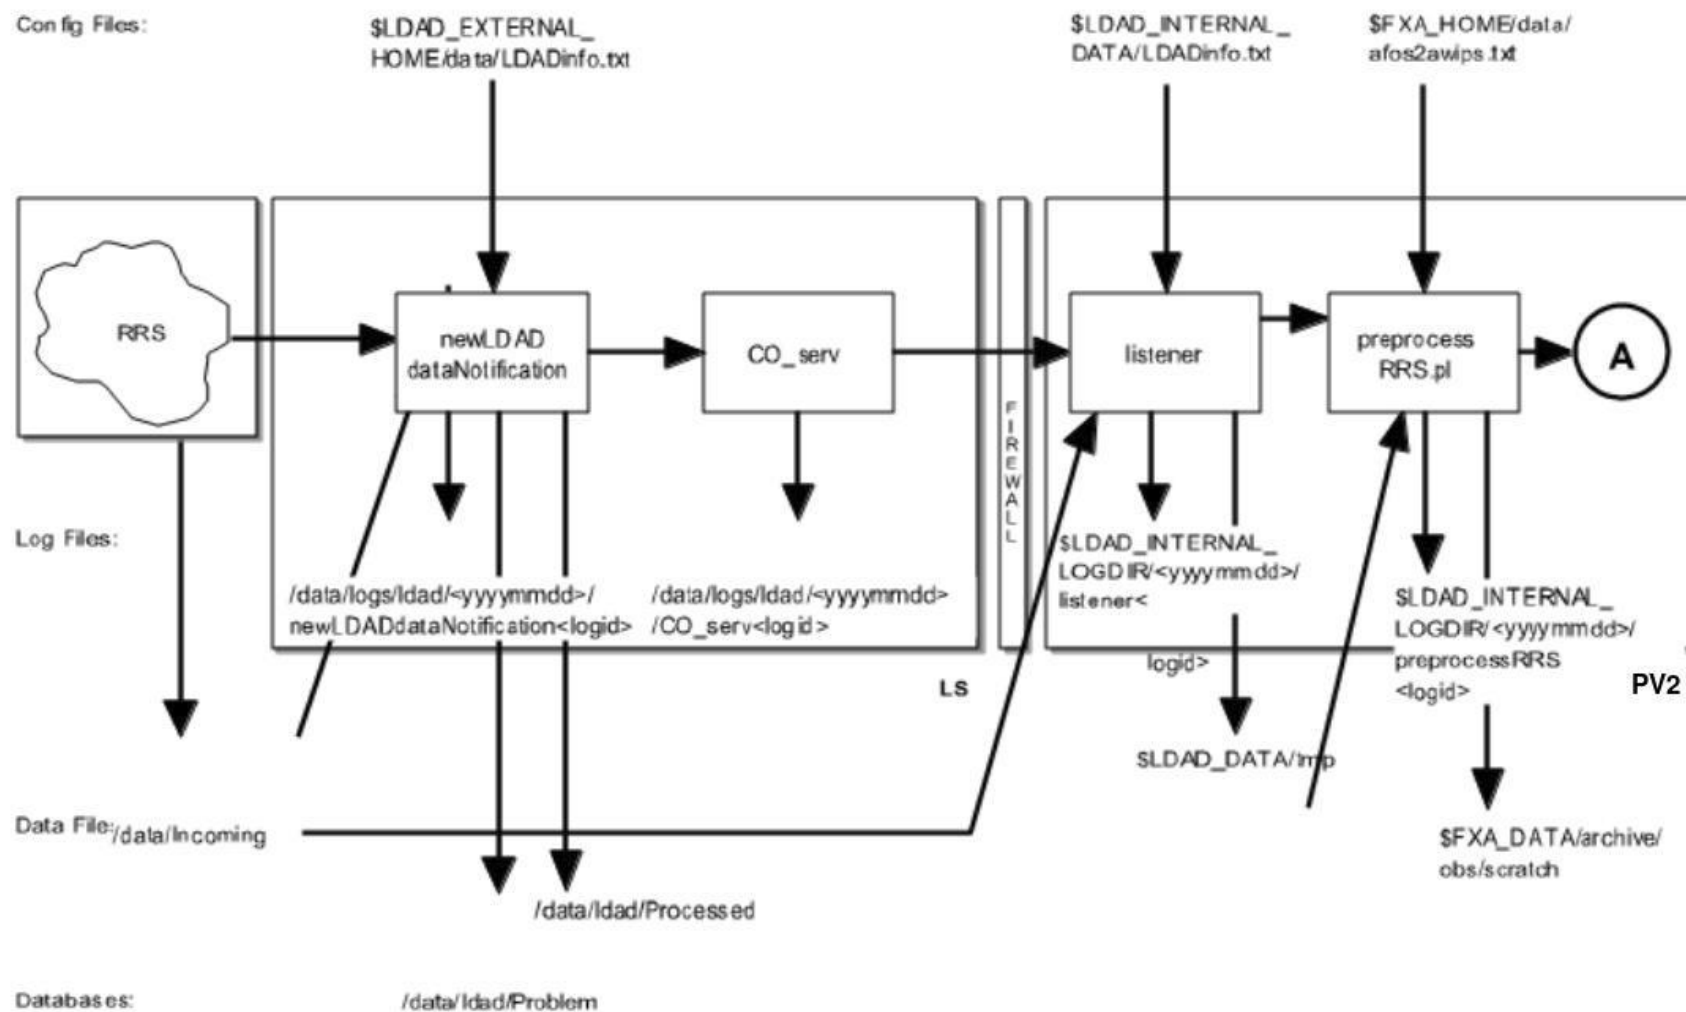 Config Files:
$LDAD_EXTERNAL_
HOME/data/LDADinfo.txt
$LDAD_INTERNAL_
DATA/LDADinfo.txt
$FXA_HOME/data/
afos2awips.txt
RRS
newLDAD
dataNotification
CO_serv
listener
preprocess
RRS.pl
A
FIREWALL
Log Files:
/data/logs/ldad/<yyyymmdd>/
newLDADdataNotification<logid>
/data/logs/ldad/<yyyymmdd>
/CO_serv<logid>
$LDAD_INTERNAL_
LOGDIR/<yyyymmdd>/
listener<
logid>
$LDAD_INTERNAL_
LOGDIR/<yyyymmdd>/
preprocessRRS
<logid>
LS
PV2
$LDAD_DATA/tmp
Data File:
/data/Incoming
$FXA_DATA/archive/
obs/scratch
/data/ldad/Processed
Databases:
/data/ldad/Problem